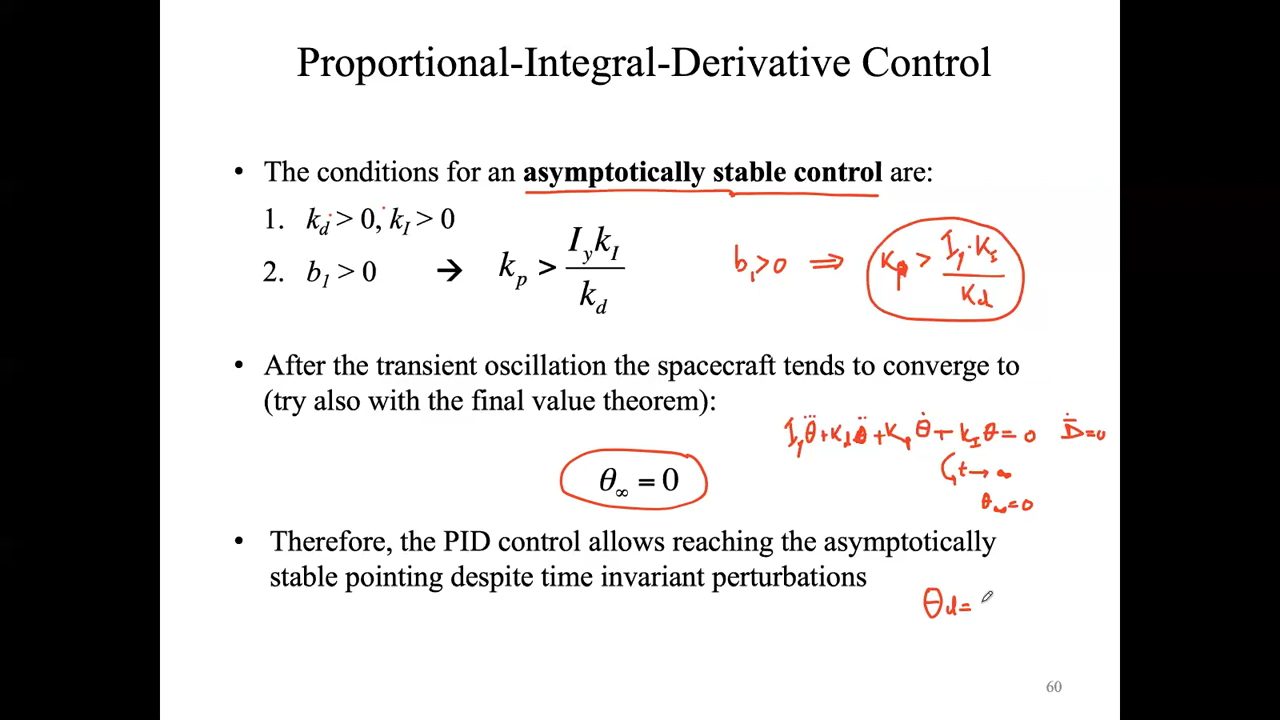 Proportional-Integral-Derivative Control
• The conditions for an asymptotically stable control are:
1. k_d > 0, k_I > 0
2. b_1 > 0 → k_p > I_y k_I / k_d
b_1 > 0 ⟹ K_p > I_y · K_I / K_d
• After the transient oscillation the spacecraft tends to converge to
(try also with the final value theorem):
I_y θ⃛ + K_d θ̈ + K_p θ̇ + k_I θ = 0 D̄̇ = 0
t → ∞
θ_∞ = 0
θ_∞ = 0
• Therefore, the PID control allows reaching the asymptotically
stable pointing despite time invariant perturbations
θ_d =
60